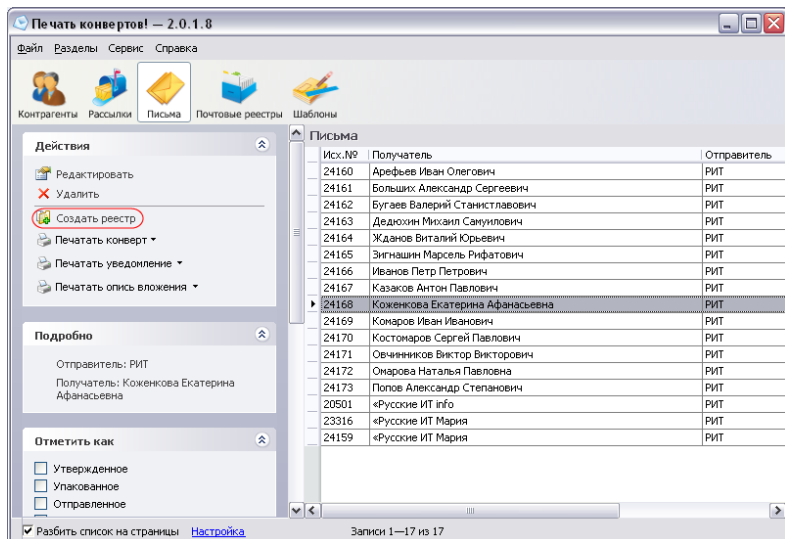 Печать конвертов! — 2.0.1.8
Файл Разделы Сервис Справка
Контрагенты Рассылки Письма Почтовые реестры Шаблоны
Действия
Редактировать
Удалить
Создать реестр
Печатать конверт
Печатать уведомление
Печатать опись вложения
Подробно
Отправитель: РИТ
Получатель: Коженкова Екатерина
Афанасьевна
Отметить как
Утвержденное
Упакованное
Отправленное
Письма
Исх.№ Получатель Отправитель
24160 Арефьев Иван Олегович РИТ
24161 Больших Александр Сергеевич РИТ
24162 Бугаев Валерий Станиставович РИТ
24163 Дедюхин Михаил Самуилович РИТ
24164 Жданов Виталий Юрьевич РИТ
24165 Зигнашин Марсель Рифатович РИТ
24166 Иванов Петр Петрович РИТ
24167 Казаков Антон Павлович РИТ
24168 Коженкова Екатерина Афанасьевна РИТ
24169 Комаров Иван Иванович РИТ
24170 Костомаров Сергей Павлович РИТ
24171 Овчинников Виктор Викторович РИТ
24172 Омарова Наталья Павловна РИТ
24173 Попов Александр Степанович РИТ
20501 «Русские ИТ info РИТ
23316 «Русские ИТ Мария РИТ
24159 «Русские ИТ Мария РИТ
Разбить список на страницы Настройка Записи 1—17 из 17